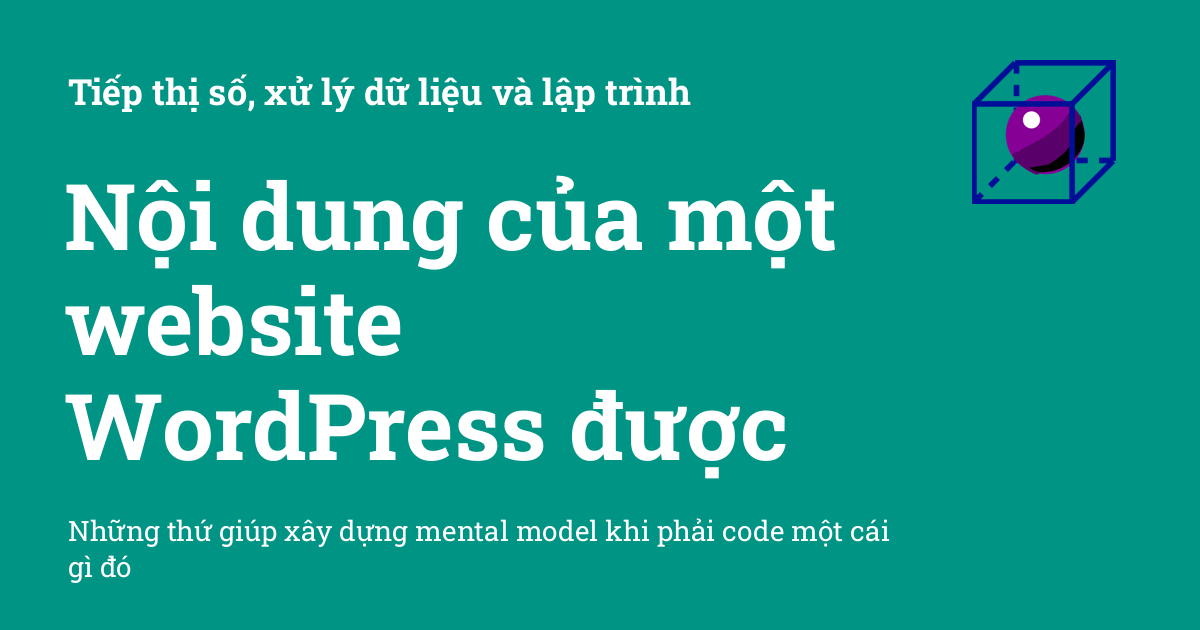 Tiếp thị số, xử lý dữ liệu và lập trình
Nội dung của một
website
WordPress được
Những thứ giúp xây dựng mental model khi phải code một cái
gì đó